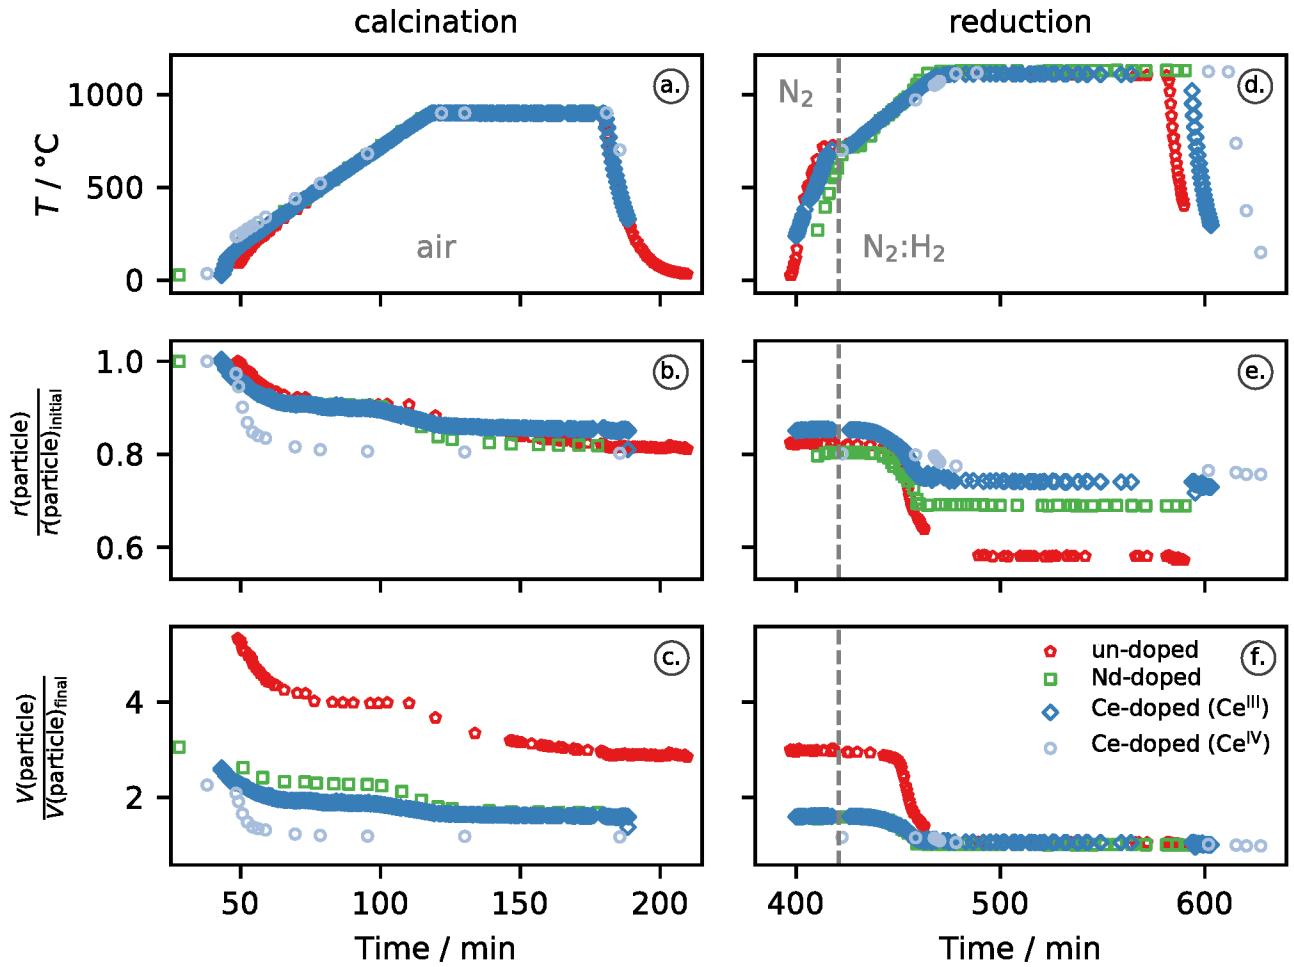 calcination
reduction
T / °C
1000
500
0
a.
air
N₂
N₂:H₂
d.
r(particle)
r(particle)initial
1.0
0.8
0.6
b.
e.
V(particle)
V(particle)final
4
2
c.
f.
un-doped
Nd-doped
Ce-doped (Ceᴵᴵᴵ)
Ce-doped (Ceᴵⱽ)
50 100 150 200
400 500 600
Time / min
Time / min